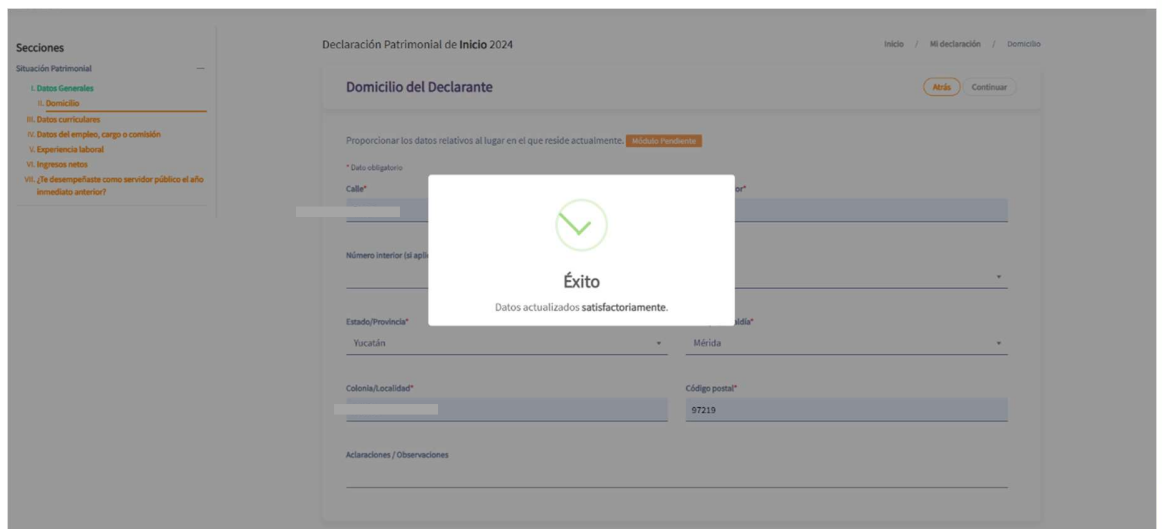 Secciones
Situación Patrimonial
I. Datos Generales
II. Domicilio
III. Datos curriculares
IV. Datos del empleo, cargo o comisión
V. Experiencia laboral
VI. Ingresos netos
VIII. ¿Te desempeñaste como servidor público el año
inmediato anterior?
Declaración Patrimonial de Inicio 2024
Inicio / Mi declaración / Domicilio
Domicilio del Declarante
Atrás Continuar
Proporcionar los datos relativos al lugar en el que reside actualmente. Módulo Pendiente
* Dato obligatorio
Calle* or*
Número interior (si apli
Éxito
Datos actualizados satisfactoriamente.
Estado/Provincia* aldía*
Yucatán Mérida
Colonia/Localidad* Código postal*
97219
Aclaraciones / Observaciones